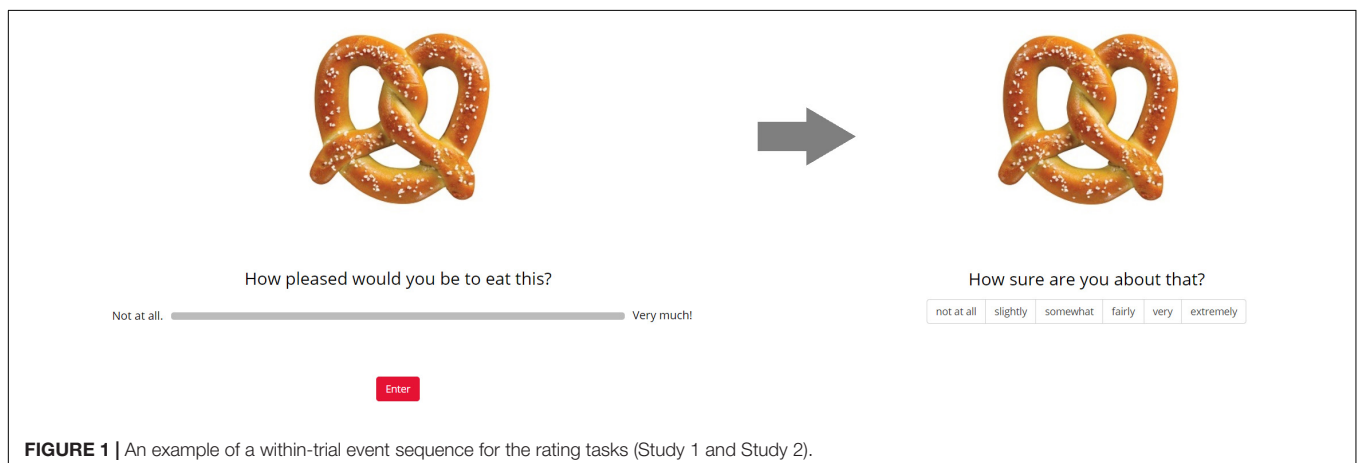 How pleased would you be to eat this?
Not at all. Very much!
Enter
How sure are you about that?
not at all slightly somewhat fairly very extremely
FIGURE 1 | An example of a within-trial event sequence for the rating tasks (Study 1 and Study 2).